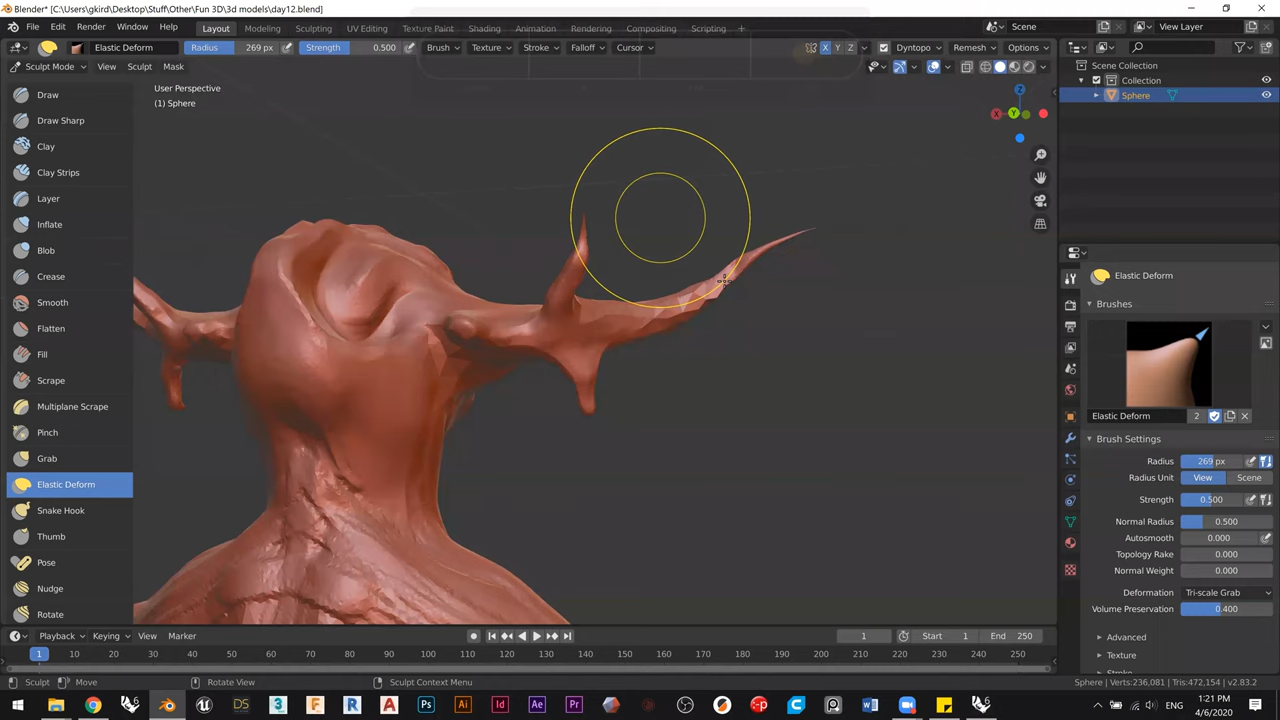 Blender* [C:\Users\gkird\Desktop\Stuff\Other\Fun 3D\3d models\day12.blend]
File Edit Render Window Help Layout Modeling Sculpting UV Editing Texture Paint Shading Animation Rendering Compositing Scripting Scene View Layer
Elastic Deform Radius 269 px Strength 0.500 Brush Texture Stroke Falloff Cursor X Y Z Dyntopo Remesh Options
Sculpt Mode View Sculpt Mask
Scene Collection
Collection
Sphere
User Perspective
(1) Sphere
Z
Y
Draw
Draw Sharp
Clay
Clay Strips
Layer
Inflate
Blob
Crease
Smooth
Flatten
Fill
Scrape
Multiplane Scrape
Pinch
Grab
Elastic Deform
Snake Hook
Thumb
Pose
Nudge
Rotate
Elastic Deform
Brushes
Elastic Deform 2
Brush Settings
Radius 269 px
Radius Unit View Scene
Strength 0.500
Normal Radius 0.500
Autosmooth 0.000
Topology Rake 0.000
Normal Weight 0.000
Deformation Tri-scale Grab
Volume Preservation 0.400
Advanced
Texture
Stroke
Playback Keying View Marker 1 Start 1 End 250
1 10 20 30 40 50 60 70 80 90 100 110 120 130 140 150 160 170 180 190 200 210 220 230 240 250
Sculpt Move Rotate View Sculpt Context Menu Sphere | Verts:236,081 | Tris:472,154 | v2.83.2
DS 3 F R A Ps Ai Id Ae Pr W ENG 1:21 PM
4/6/2020